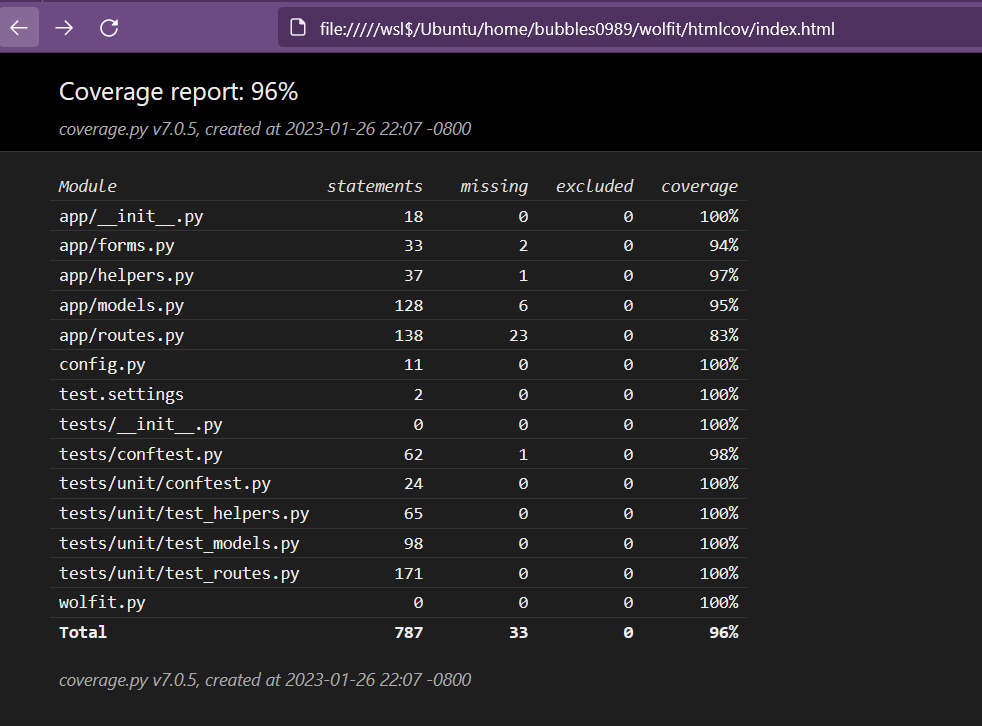 file://///wsl$/Ubuntu/home/bubbles0989/wolfit/htmlcov/index.html
Coverage report: 96%
coverage.py v7.0.5, created at 2023-01-26 22:07 -0800
Module statements missing excluded coverage
app/__init__.py 18 0 0 100%
app/forms.py 33 2 0 94%
app/helpers.py 37 1 0 97%
app/models.py 128 6 0 95%
app/routes.py 138 23 0 83%
config.py 11 0 0 100%
test.settings 2 0 0 100%
tests/__init__.py 0 0 0 100%
tests/conftest.py 62 1 0 98%
tests/unit/conftest.py 24 0 0 100%
tests/unit/test_helpers.py 65 0 0 100%
tests/unit/test_models.py 98 0 0 100%
tests/unit/test_routes.py 171 0 0 100%
wolfit.py 0 0 0 100%
Total 787 33 0 96%
coverage.py v7.0.5, created at 2023-01-26 22:07 -0800